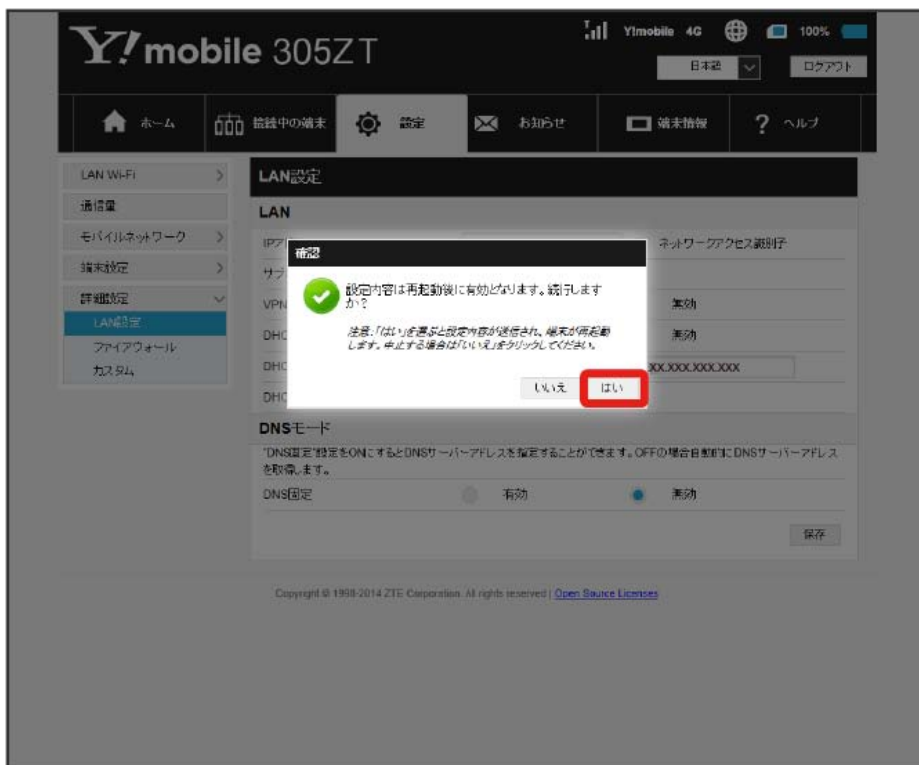 Y!mobile 305ZT
Y!mobile 4G 100%
日本語 ログアウト
ホーム 接続中の端末 設定 お知らせ 端末情報 ? ヘルプ
LAN Wi-Fi
通信量
モバイルネットワーク
端末設定
詳細設定
LAN設定
ファイアウォール
カスタム
LAN設定
LAN
IPア ネットワークアクセス識別子
サブ
VPN 無効
DHC 無効
DHC XX.XXX.XXX.XXX
DHC
確認
設定内容は再起動後に有効となります。続行します
か?
注意:「はい」を選ぶと設定内容が送信され、端末が再起動
します。中止する場合は「いいえ」をクリックしてください。
いいえ はい
DNSモード
"DNS固定"設定をONにするとDNSサーバーアドレスを指定することができます。OFFの場合自動的にDNSサーバーアドレス
を取得します。
DNS固定 有効 無効
保存
Copyright © 1998-2014 ZTE Corporation. All rights reserved | Open Source Licenses